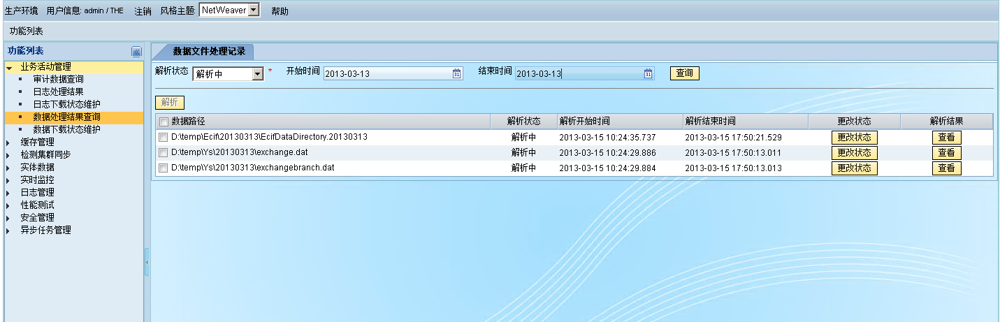 生产环境 用户信息: admin / THE 注销 风格主题: NetWeaver 帮助
功能列表
功能列表
业务活动管理
审计数据查询
日志处理结果
日志下载状态维护
数据处理结果查询
数据下载状态维护
缓存管理
检测集群同步
实体数据
实时监控
日志管理
性能测试
安全管理
异步任务管理
数据文件处理记录
解析状态 解析中 * 开始时间 2013-03-13 31 结束时间 2013-03-13 31 查询
解析
数据路径 解析状态 解析开始时间 解析结束时间 更改状态 解析结果
D:\temp\Ecif\20130313\EcifDataDirectory.20130313 解析中 2013-03-15 10:24:35.737 2013-03-15 17:50:21.529 更改状态 查看
D:\temp\Ys\20130313\exchange.dat 解析中 2013-03-15 10:24:29.886 2013-03-15 17:50:13.011 更改状态 查看
D:\temp\Ys\20130313\exchangebranch.dat 解析中 2013-03-15 10:24:29.884 2013-03-15 17:50:13.013 更改状态 查看